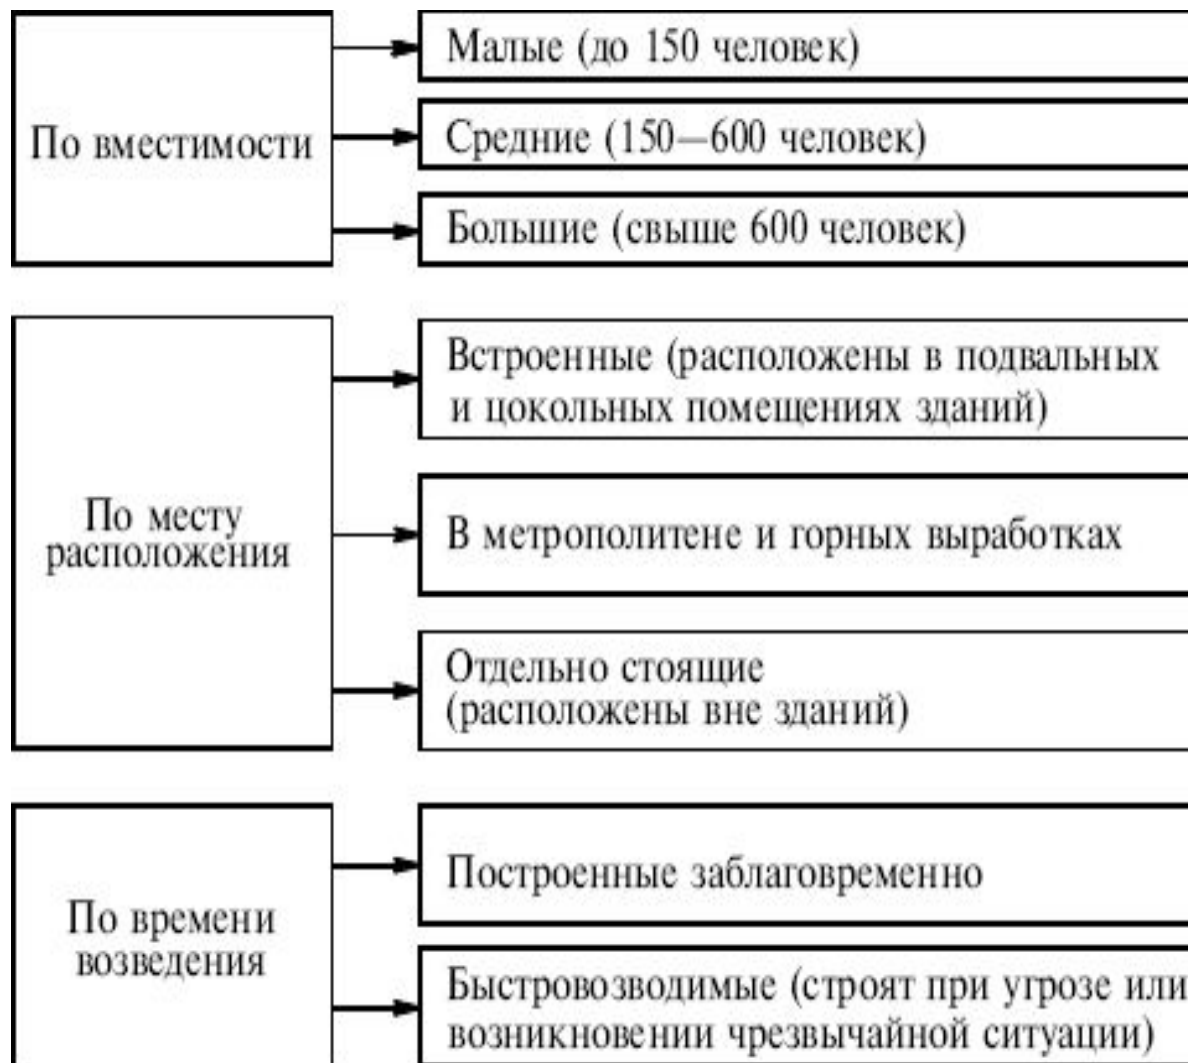 По вместимости
Малые (до 150 человек)
Средние (150—600 человек)
Большие (свыше 600 человек)
По месту
расположения
Встроенные (расположены в подвальных
и цокольных помещениях зданий)
В метрополитене и горных выработках
Отдельно стоящие
(расположены вне зданий)
По времени
возведения
Построенные заблаговременно
Быстровозводимые (строят при угрозе или
возникновении чрезвычайной ситуации)